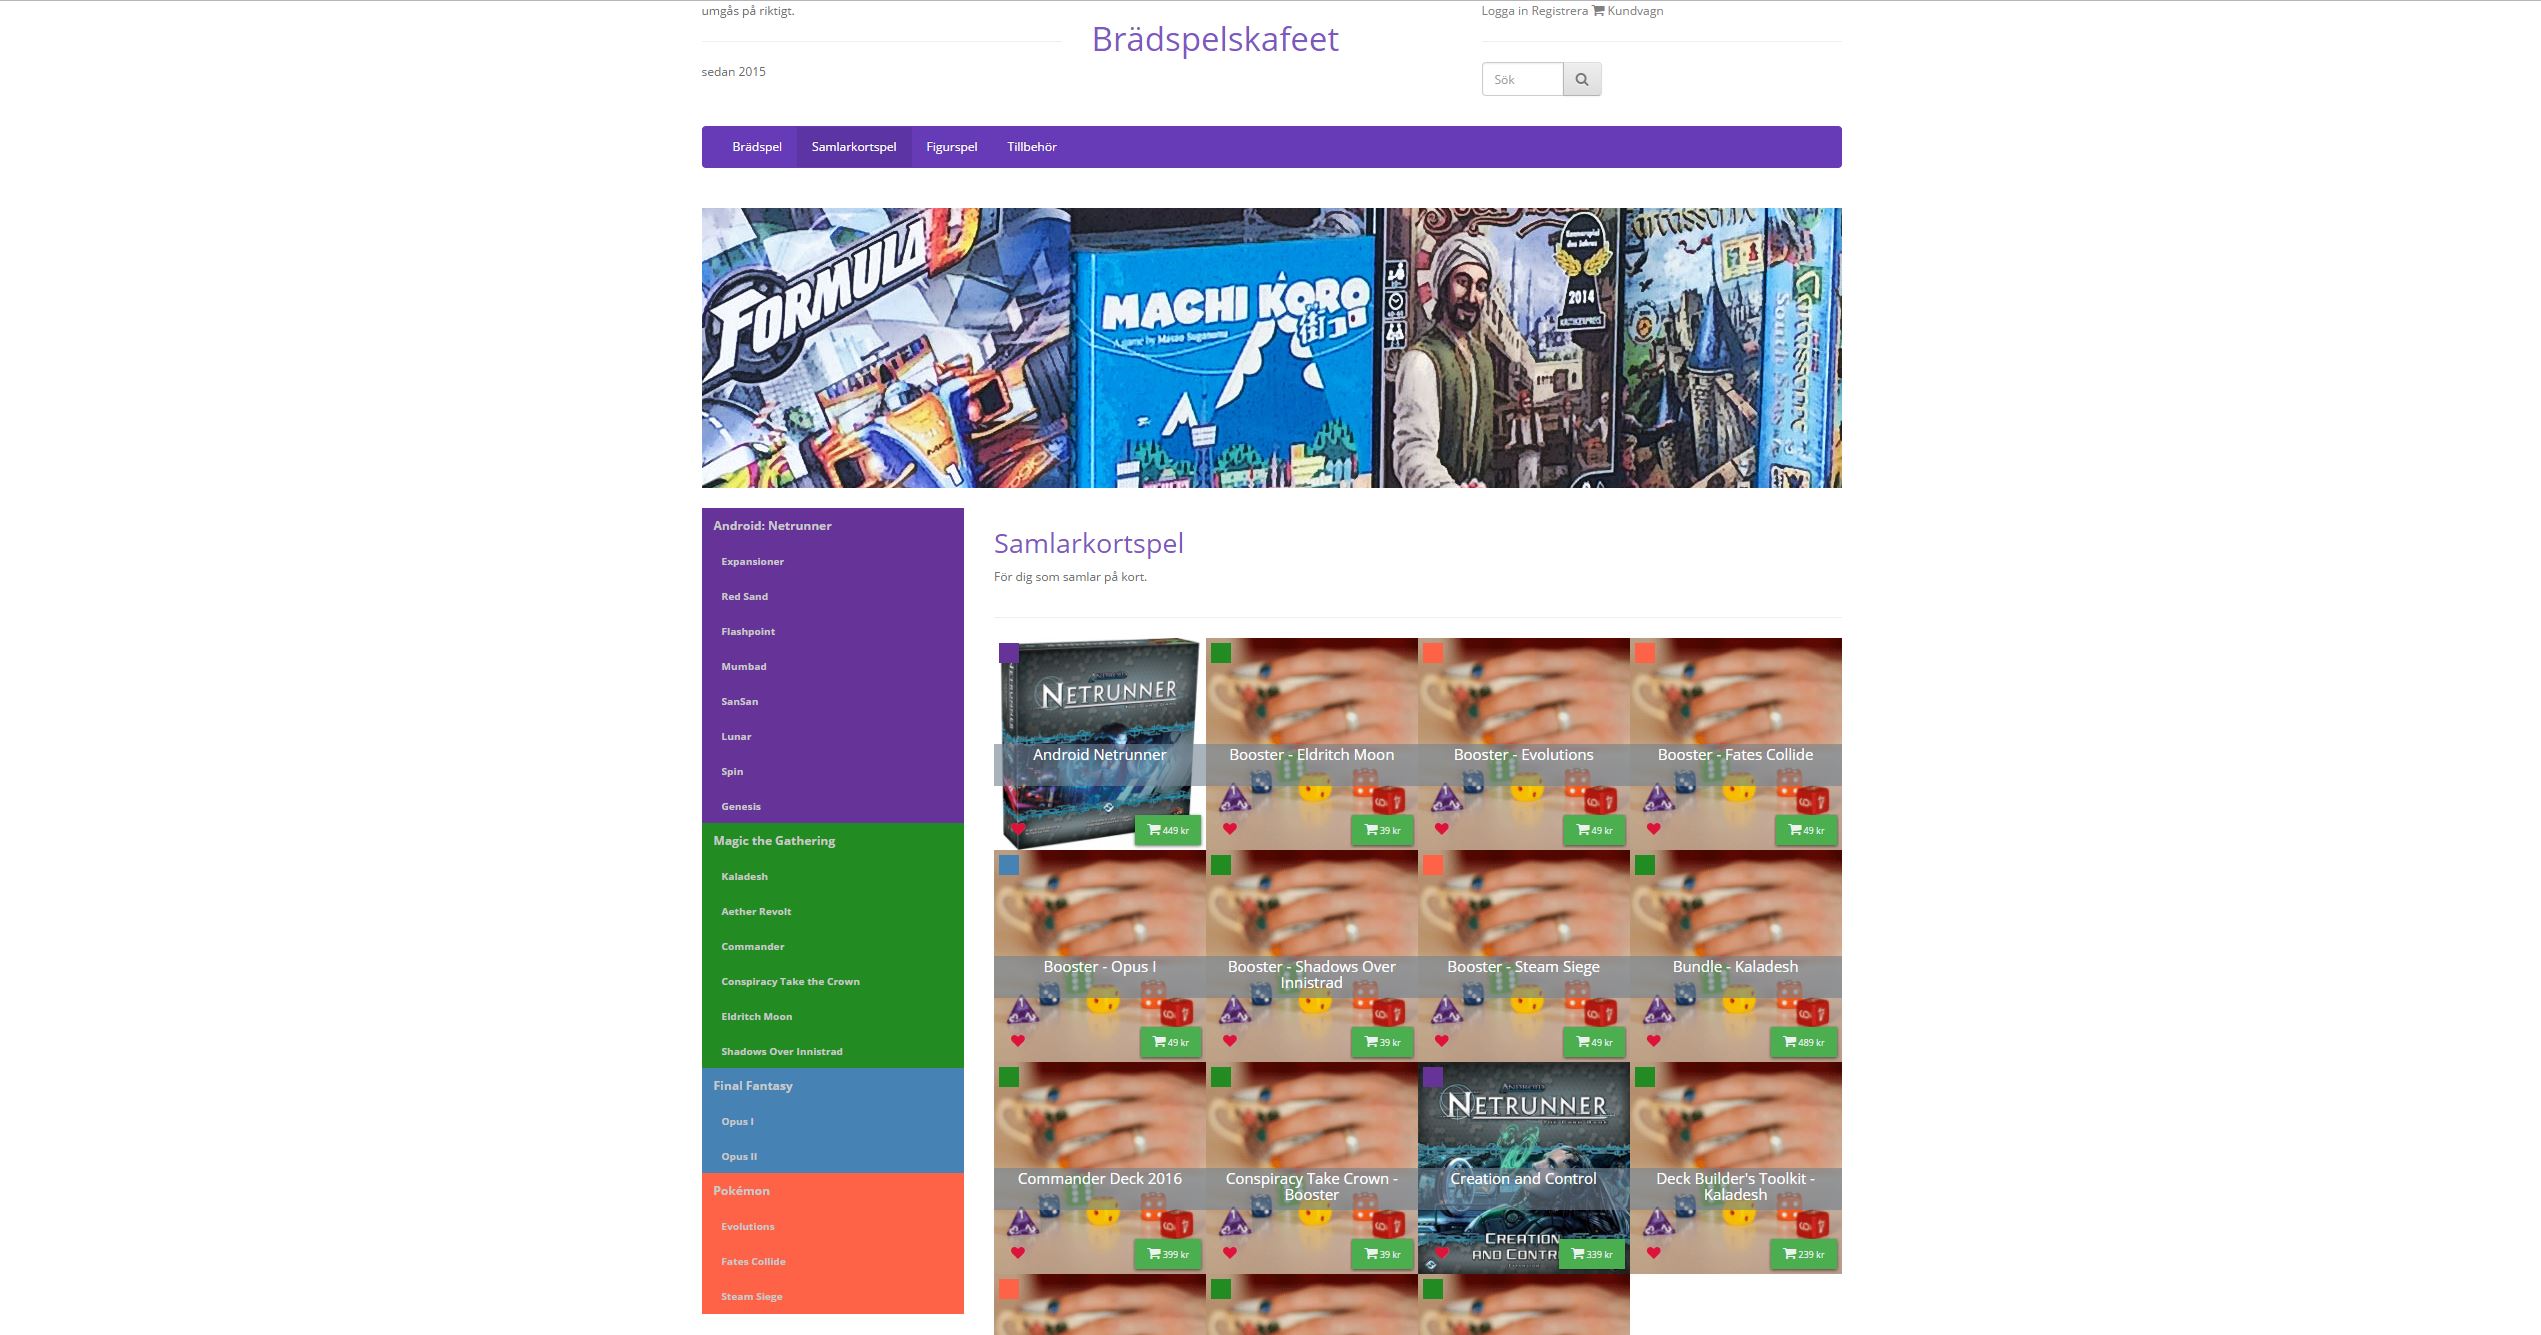 umgås på riktigt.
sedan 2015
Brädspelskafeet
Logga in Registrera Kundvagn
Sök
Brädspel Samlarkortspel Figurspel Tillbehör
FORMULA D
MACHI KORO
A game by Masao Suganuma
2014
1
Android: Netrunner
Expansioner
Red Sand
Flashpoint
Mumbad
SanSan
Lunar
Spin
Genesis
Magic the Gathering
Kaladesh
Aether Revolt
Commander
Conspiracy Take the Crown
Eldritch Moon
Shadows Over Innistrad
Final Fantasy
Opus I
Opus II
Pokémon
Evolutions
Fates Collide
Steam Siege
Samlarkortspel
För dig som samlar på kort.
ANDROID
NETRUNNER
Android Netrunner
449 kr
Booster - Eldritch Moon
39 kr
Booster - Evolutions
49 kr
Booster - Fates Collide
49 kr
Booster - Opus I
49 kr
Booster - Shadows Over
Innistrad
39 kr
Booster - Steam Siege
49 kr
Bundle - Kaladesh
489 kr
Commander Deck 2016
399 kr
Conspiracy Take Crown -
Booster
39 kr
ANDROID
NETRUNNER
THE CARD GAME
Creation and Control
CREATION
AND CONTR
339 kr
Deck Builder's Toolkit -
Kaladesh
239 kr